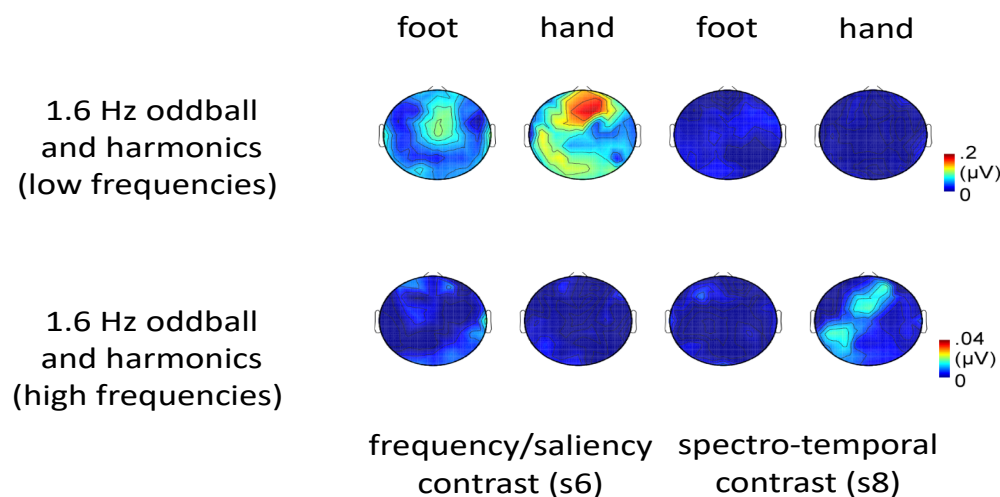 foot hand foot hand
1.6 Hz oddball
and harmonics
(low frequencies)
.2
(µV)
0
1.6 Hz oddball
and harmonics
(high frequencies)
.04
(µV)
0
frequency/saliency
contrast (s6)
spectro-temporal
contrast (s8)